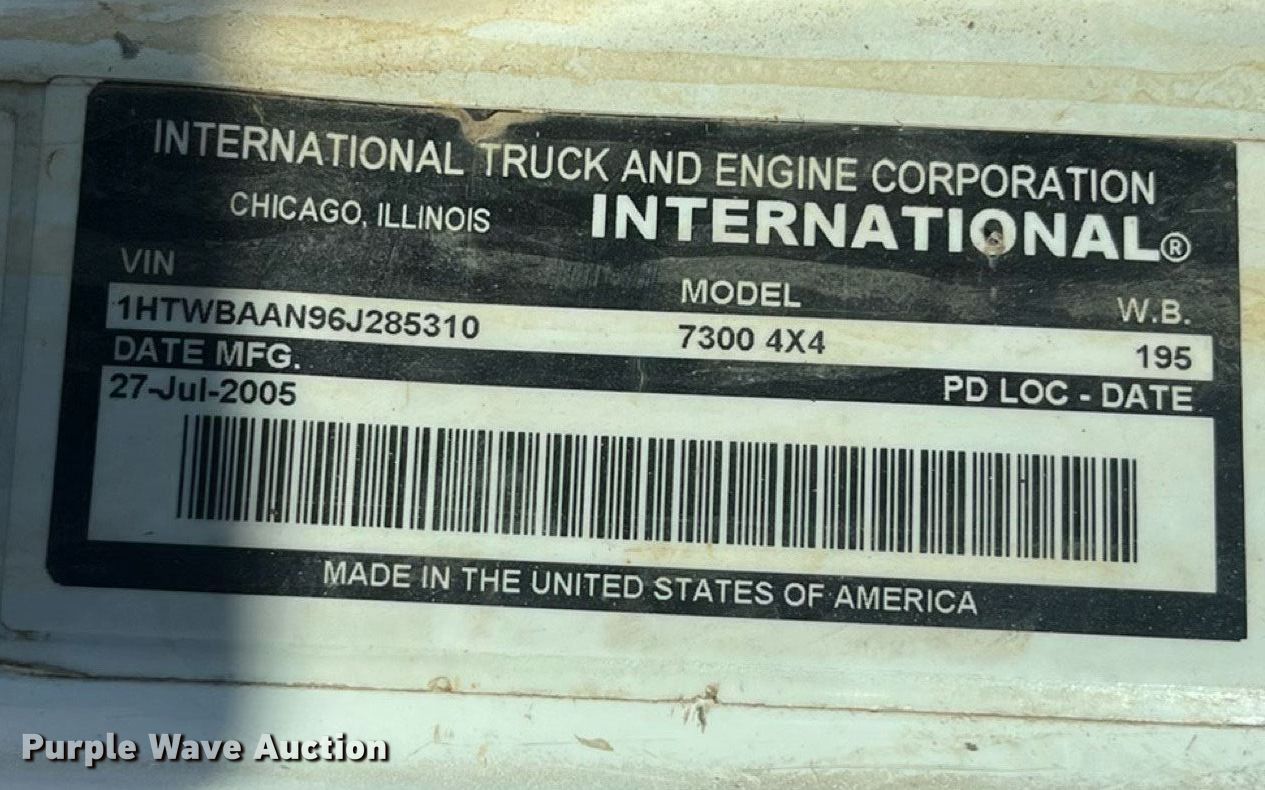 INTERNATIONAL TRUCK AND ENGINE CORPORATION
CHICAGO, ILLINOIS INTERNATIONAL®
VIN MODEL W.B.
1HTWBAAN96J285310 7300 4X4 195
DATE MFG. PD LOC - DATE
27-Jul-2005
MADE IN THE UNITED STATES OF AMERICA
Purple Wave Auction